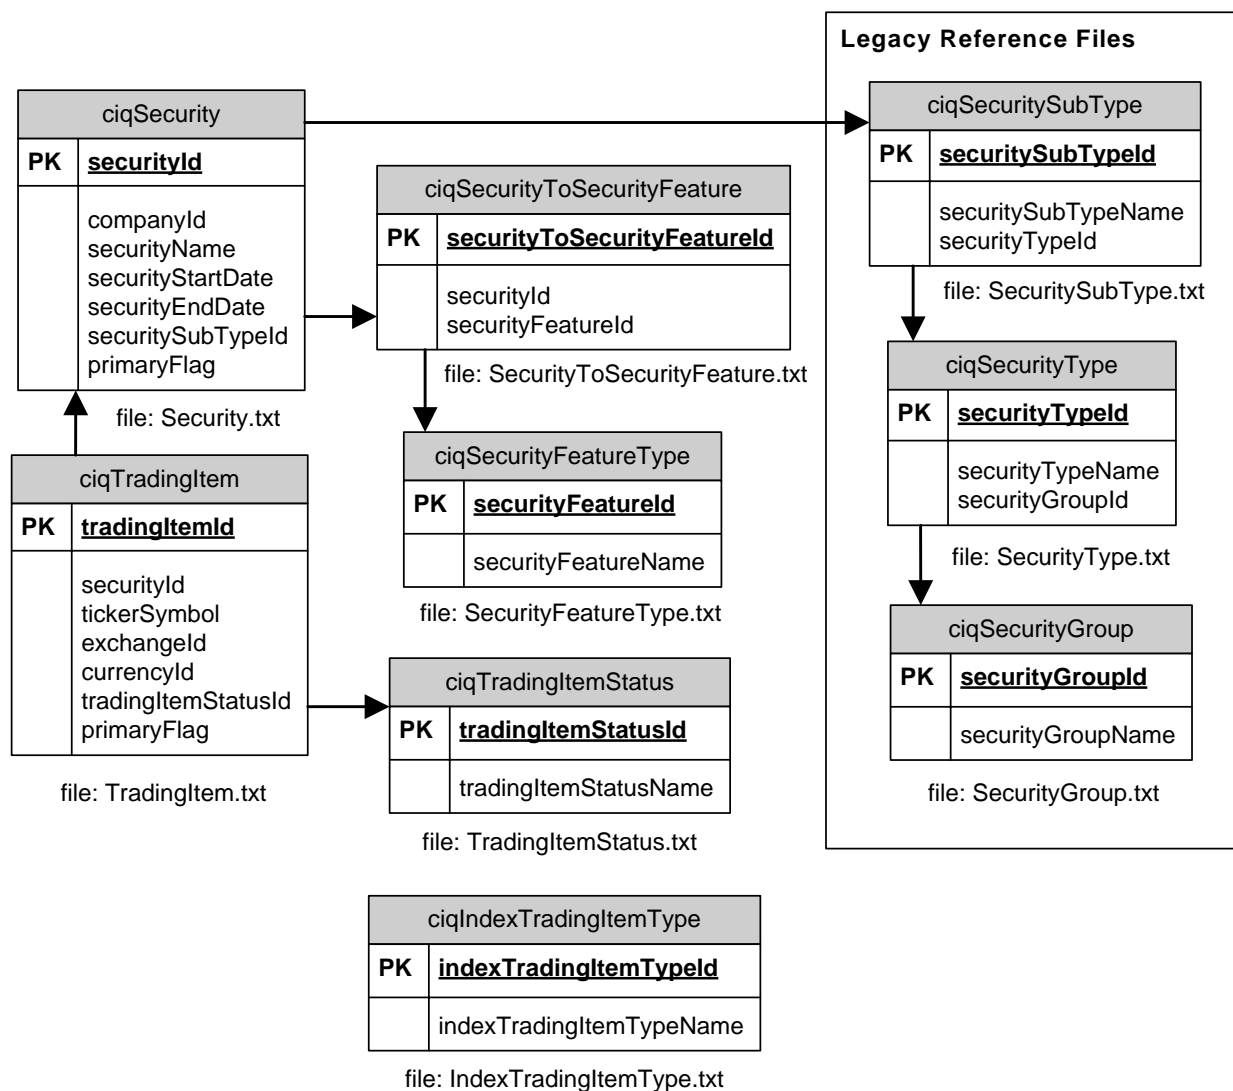 Legacy Reference Files
ciqSecurity
PK securityId
companyId
securityName
securityStartDate
securityEndDate
securitySubTypeId
primaryFlag
file: Security.txt
ciqSecurityToSecurityFeature
PK securityToSecurityFeatureId
securityId
securityFeatureId
file: SecurityToSecurityFeature.txt
ciqSecuritySubType
PK securitySubTypeId
securitySubTypeName
securityTypeId
file: SecuritySubType.txt
ciqSecurityType
PK securityTypeId
securityTypeName
securityGroupId
file: SecurityType.txt
ciqSecurityFeatureType
PK securityFeatureId
securityFeatureName
file: SecurityFeatureType.txt
ciqTradingItem
PK tradingItemId
securityId
tickerSymbol
exchangeId
currencyId
tradingItemStatusId
primaryFlag
file: TradingItem.txt
ciqSecurityGroup
PK securityGroupId
securityGroupName
file: SecurityGroup.txt
ciqTradingItemStatus
PK tradingItemStatusId
tradingItemStatusName
file: TradingItemStatus.txt
ciqIndexTradingItemType
PK indexTradingItemTypeId
indexTradingItemTypeName
file: IndexTradingItemType.txt